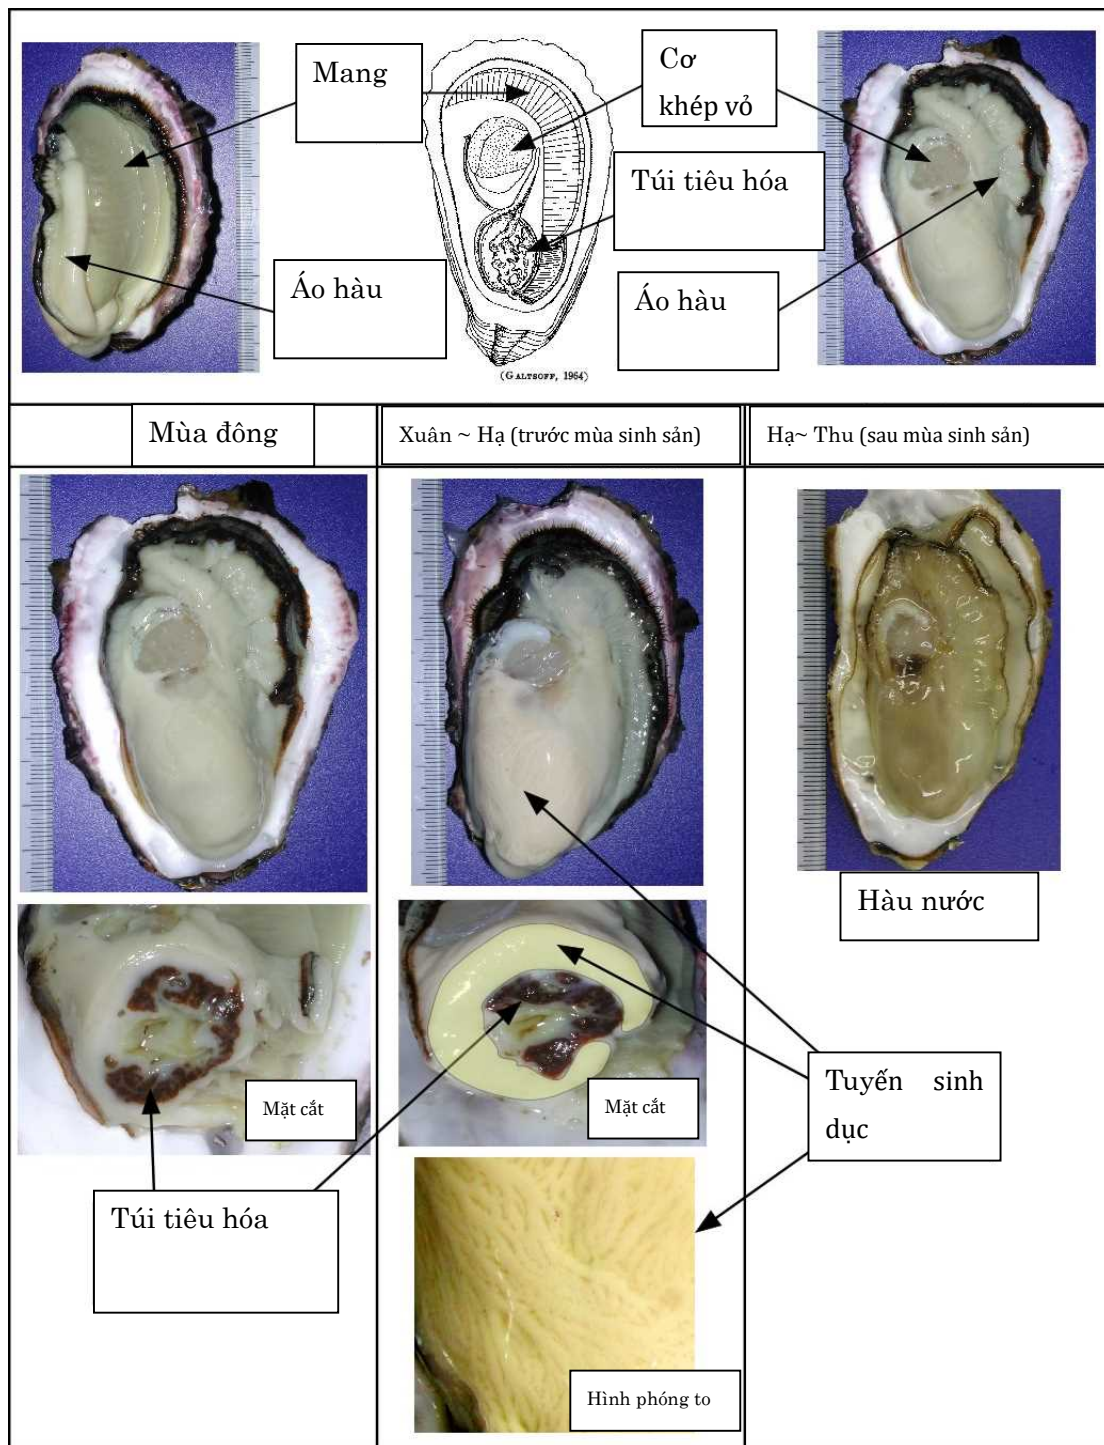 Mang
Cơ
khép vỏ
Túi tiêu hóa
Áo hàu
Áo hàu
(GALTSOFF, 1964)
Mùa đông
Xuân ~ Hạ (trước mùa sinh sản)
Hạ~ Thu (sau mùa sinh sản)
Hàu nước
Mặt cắt
Mặt cắt
Tuyến sinh
dục
Túi tiêu hóa
Hình phóng to